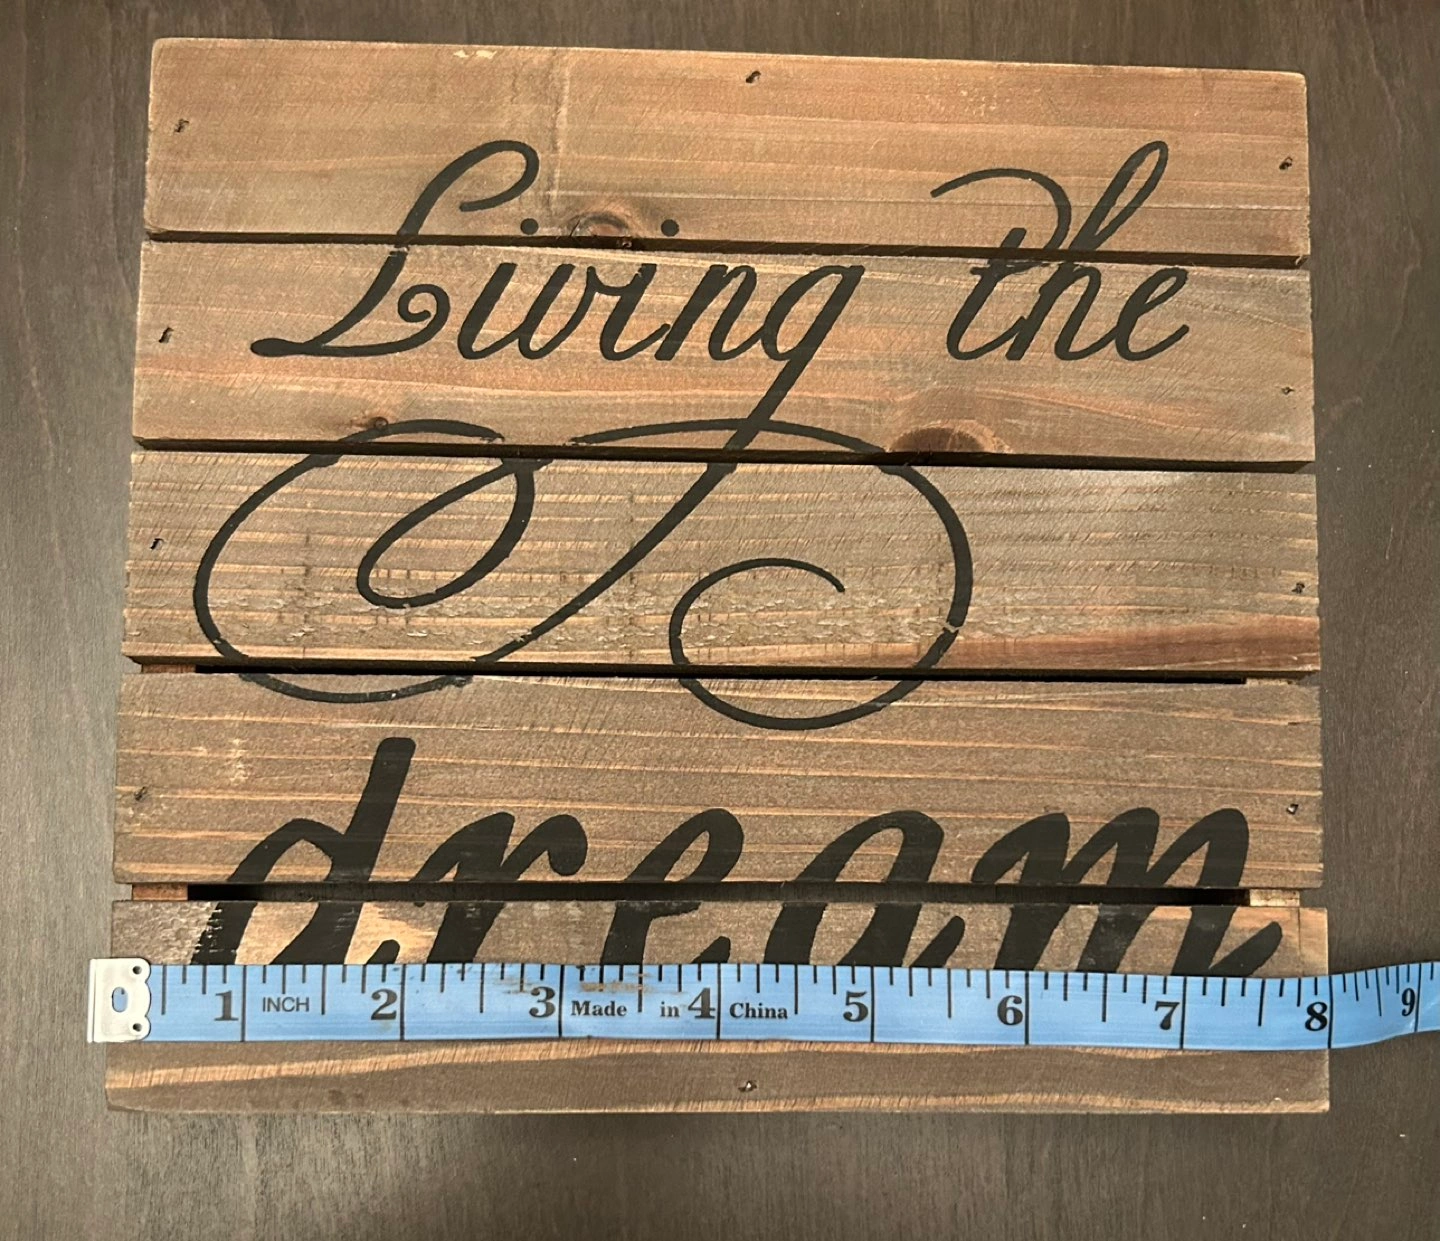 Living the
dream
1 INCH 2 3 Made in 4 China 5 6 7 8 9